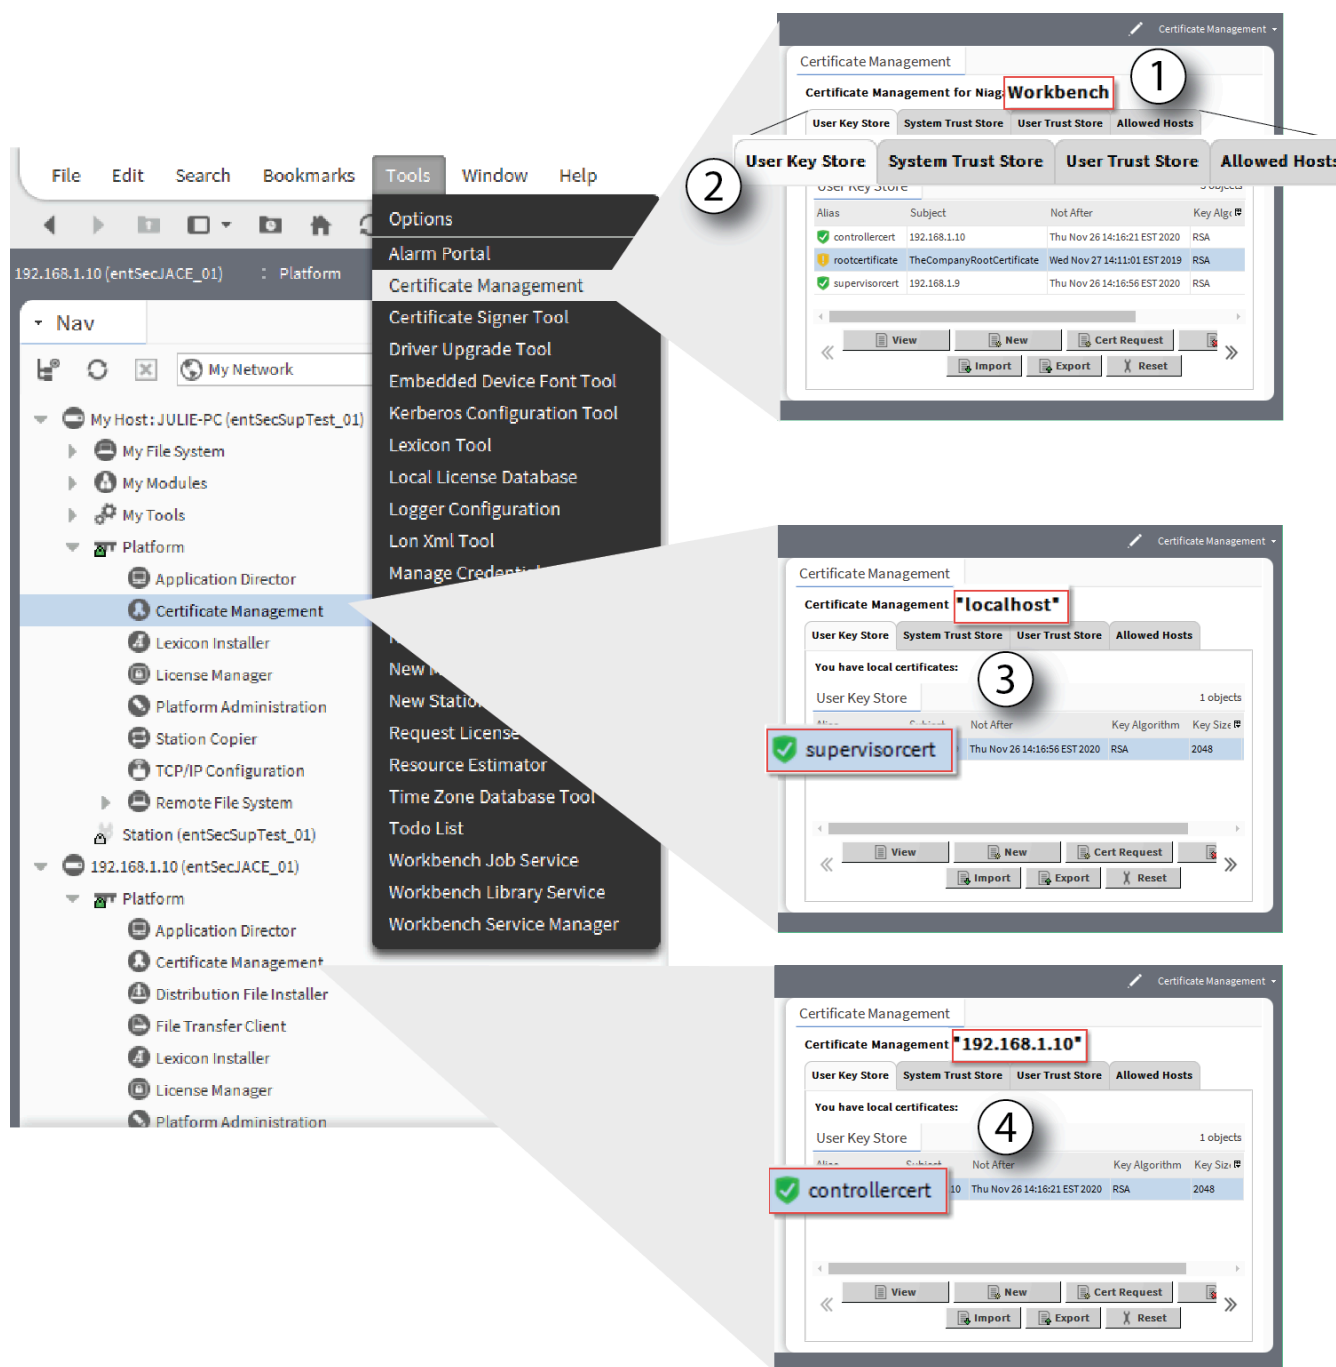 File Edit Search Bookmarks Tools Window Help
192.168.1.10 (entSecJACE_01) : Platform
Nav
My Network
My Host : JULIE-PC (entSecSupTest_01)
My File System
My Modules
My Tools
Platform
Application Director
Certificate Management
Lexicon Installer
License Manager
Platform Administration
Station Copier
TCP/IP Configuration
Remote File System
Station (entSecSupTest_01)
192.168.1.10 (entSecJACE_01)
Platform
Application Director
Certificate Management
Distribution File Installer
File Transfer Client
Lexicon Installer
License Manager
Platform Administration
Options
Alarm Portal
Certificate Management
Certificate Signer Tool
Driver Upgrade Tool
Embedded Device Font Tool
Kerberos Configuration Tool
Lexicon Tool
Local License Database
Logger Configuration
Lon Xml Tool
Manage
New
New
Request License
Resource Estimator
Time Zone Database Tool
Todo List
Workbench Job Service
Workbench Library Service
Workbench Service Manager
Certificate Management
Certificate Management
Certificate Management for Niag Workbench
1
User Key Store System Trust Store User Trust Store Allowed Hosts
User Key Store System Trust Store User Trust Store Allowed Hosts
2
User Key Store
Alias Subject Not After Key Alg
controllercert 192.168.1.10 Thu Nov 26 14:16:21 EST 2020 RSA
rootcertificate TheCompanyRootCertificate Wed Nov 27 14:11:01 EST 2019 RSA
supervisorcert 192.168.1.9 Thu Nov 26 14:16:56 EST 2020 RSA
View New Cert Request
Import Export Reset
Certificate Management
Certificate Management
Certificate Management "localhost"
User Key Store System Trust Store User Trust Store Allowed Hosts
You have local certificates:
3
User Key Store 1 objects
Not After Key Algorithm Key Size
supervisorcert Thu Nov 26 14:16:56 EST 2020 RSA 2048
View New Cert Request
Import Export Reset
Certificate Management
Certificate Management
Certificate Management "192.168.1.10"
User Key Store System Trust Store User Trust Store Allowed Hosts
You have local certificates:
4
User Key Store 1 objects
Not After Key Algorithm Key Siz
controllercert 10 Thu Nov 26 14:16:21 EST 2020 RSA 2048
View New Cert Request
Import Export Reset